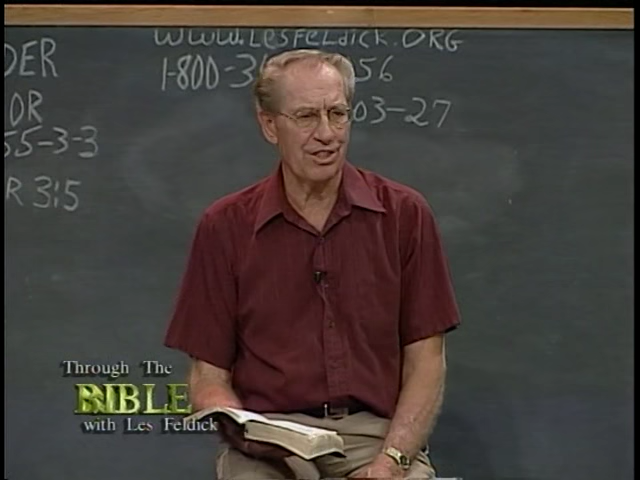 WWW.LESFELDICK.ORG
DER
1-800-3 56
OR
03-27
55-3-3
R 3:5
Through The
BIBLE
with Les Feldick